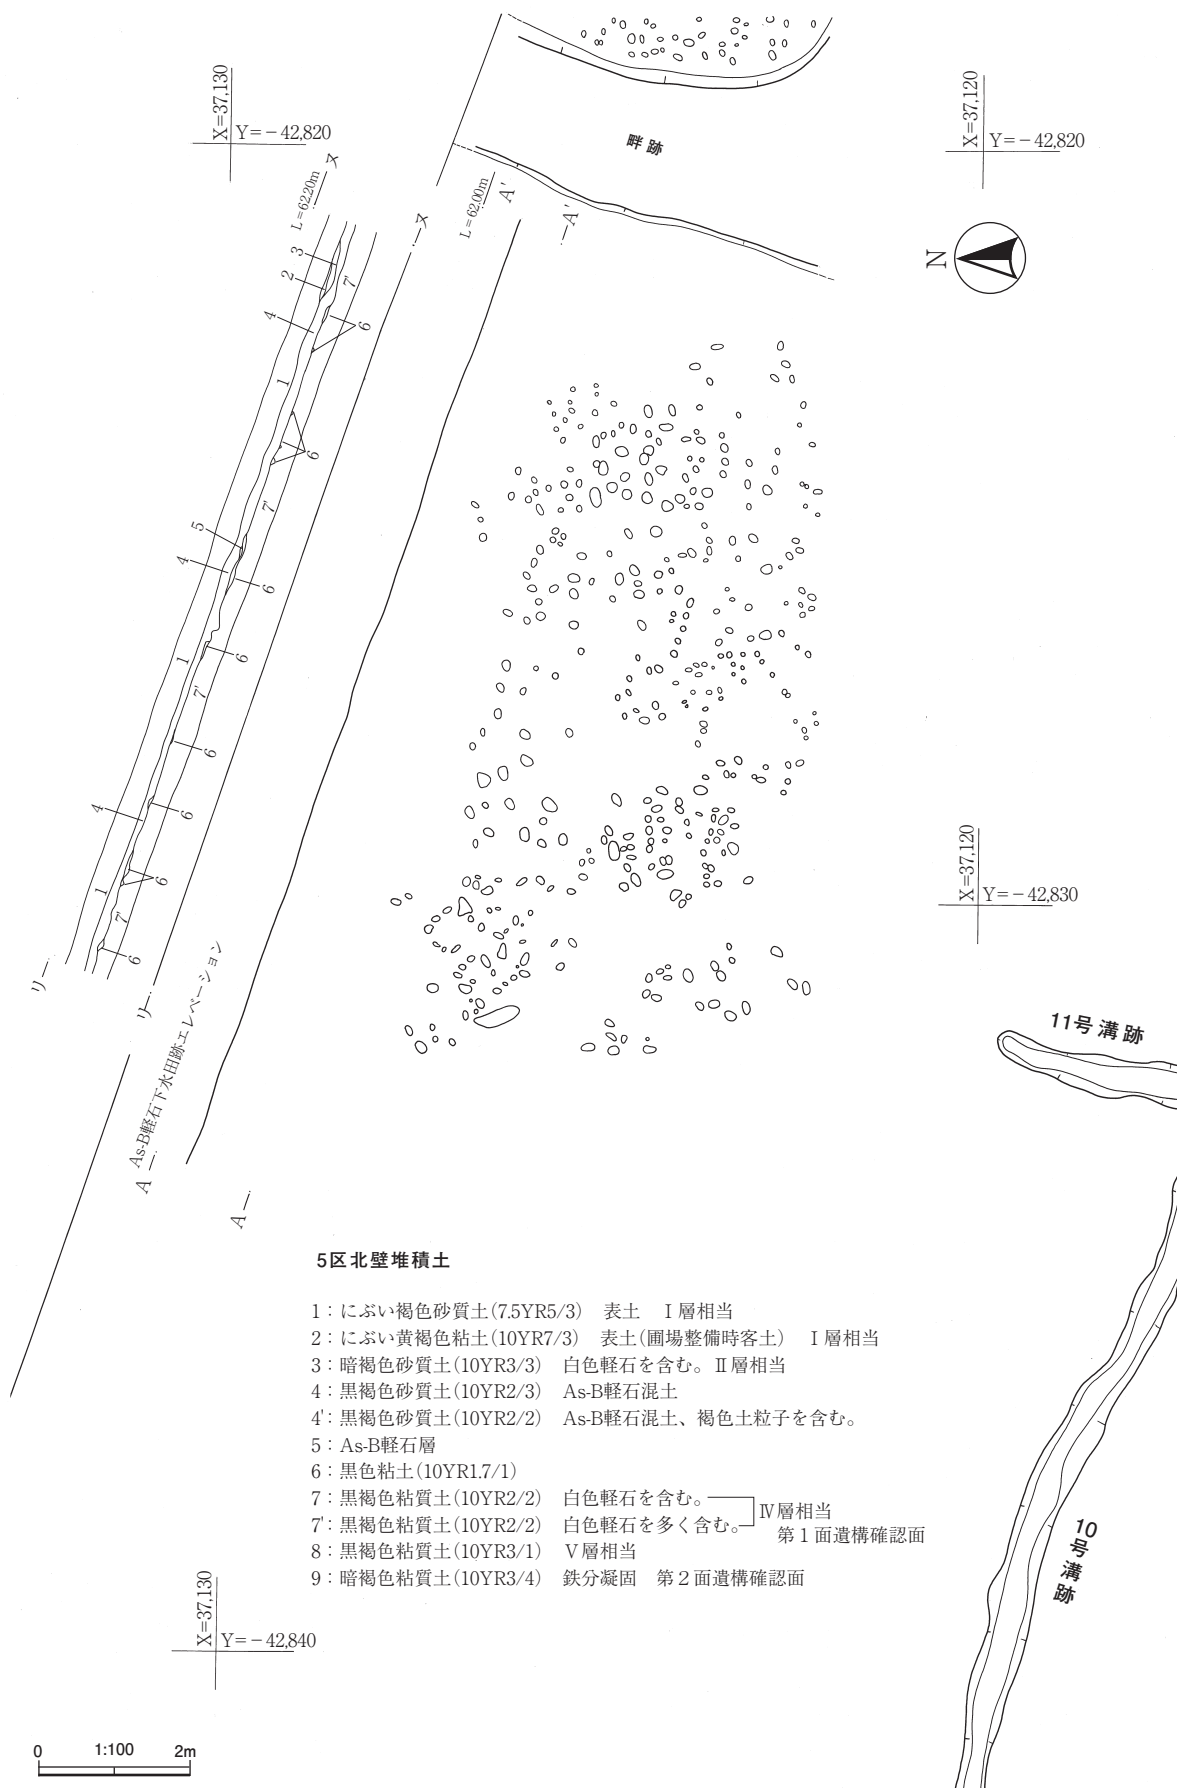 X=37,130
Y=−42,820
X=37,120
Y=−42,820
畔跡
L=62.20m
ヌ
ヌ
L=62.00m
A'
A'
N
3
2
7'
4
6
1
6
7'
5
4
6
6
1
7'
6
4
6
6
1
7'
6
リ
リ
As-B軽石下水田跡エレベーション
A
A
X=37,120
Y=−42,830
11号溝跡
10号溝跡
5区北壁堆積土
1：にぶい褐色砂質土(7.5YR5/3)　表土　Ⅰ層相当
2：にぶい黄褐色粘土(10YR7/3)　表土(圃場整備時客土)　Ⅰ層相当
3：暗褐色砂質土(10YR3/3)　白色軽石を含む。Ⅱ層相当
4：黒褐色砂質土(10YR2/3)　As-B軽石混土
4'：黒褐色砂質土(10YR2/2)　As-B軽石混土、褐色土粒子を含む。
5：As-B軽石層
6：黒色粘土(10YR1.7/1)
7：黒褐色粘質土(10YR2/2)　白色軽石を含む。
7'：黒褐色粘質土(10YR2/2)　白色軽石を多く含む。
Ⅳ層相当
第１面遺構確認面
8：黒褐色粘質土(10YR3/1)　Ⅴ層相当
9：暗褐色粘質土(10YR3/4)　鉄分凝固　第２面遺構確認面
X=37,130
Y=−42,840
0
1:100
2m